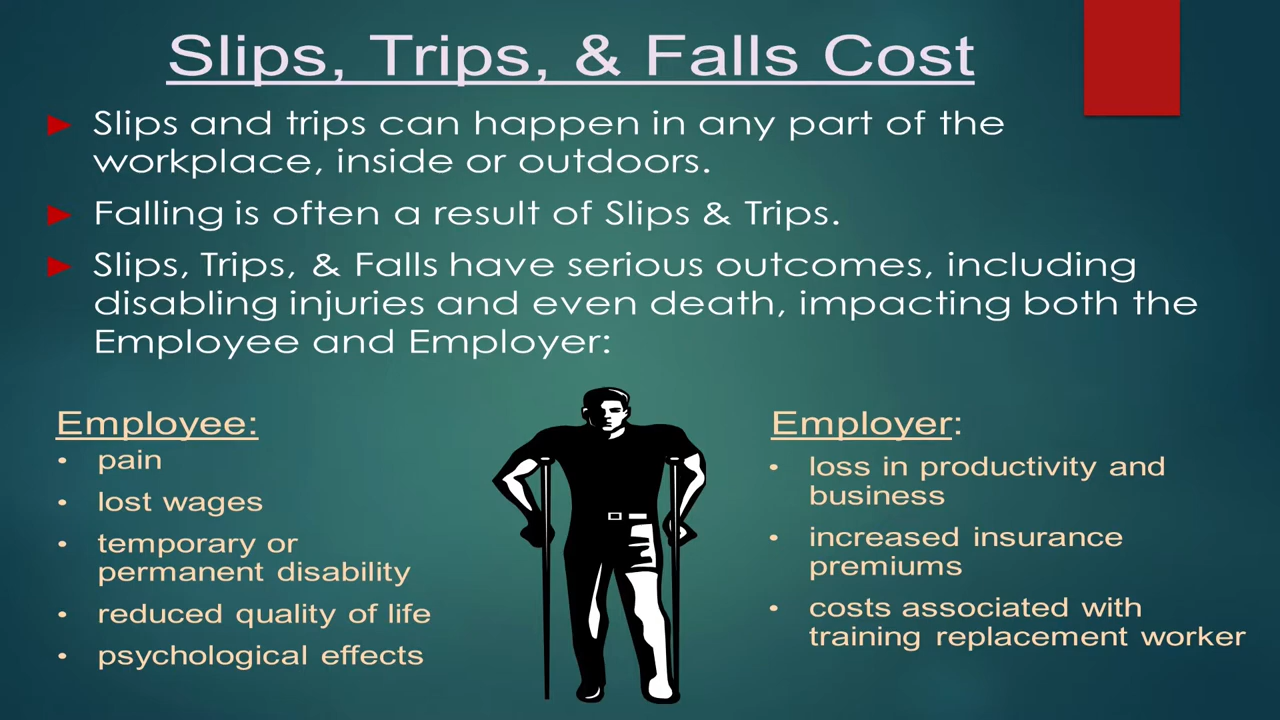 Slips, Trips, & Falls Cost
Slips and trips can happen in any part of the
workplace, inside or outdoors.
Falling is often a result of Slips & Trips.
Slips, Trips, & Falls have serious outcomes, including
disabling injuries and even death, impacting both the
Employee and Employer:
Employee:
• pain
• lost wages
• temporary or
permanent disability
• reduced quality of life
• psychological effects
Employer:
• loss in productivity and
business
• increased insurance
premiums
• costs associated with
training replacement worker